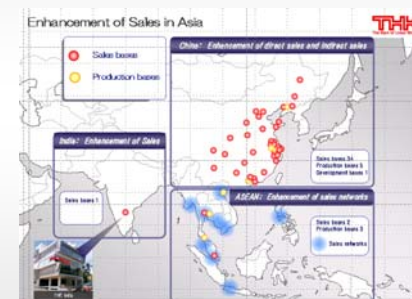 Enhancement of Sales in Asia
THK
Sales bases
Production bases
China: Enhancement of direct sales and indirect sales
India: Enhancement of Sales
Sales bases 1
Sales bases 34
Production bases 5
Development bases 1
ASEAN: Enhancement of sales networks
Sales bases 2
Production bases 3
Sales networks